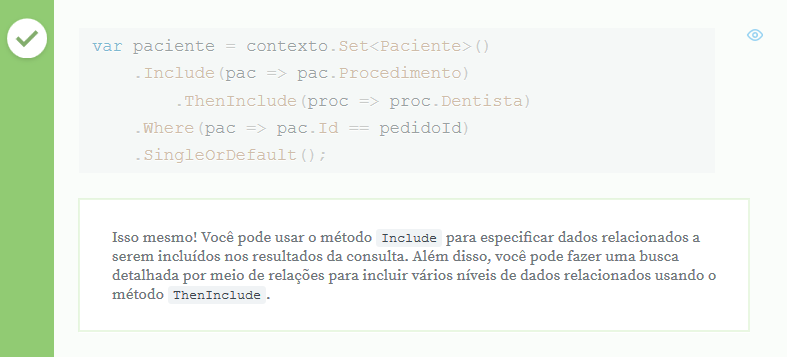 var paciente = contexto.Set<Paciente>()
.Include(pac => pac.Procedimento)
.ThenInclude(proc => proc.Dentista)
.Where(pac => pac.Id == pedidoId)
.SingleOrDefault();
Isso mesmo! Você pode usar o método Include para especificar dados relacionados a
serem incluídos nos resultados da consulta. Além disso, você pode fazer uma busca
detalhada por meio de relações para incluir vários níveis de dados relacionados usando o
método ThenInclude.